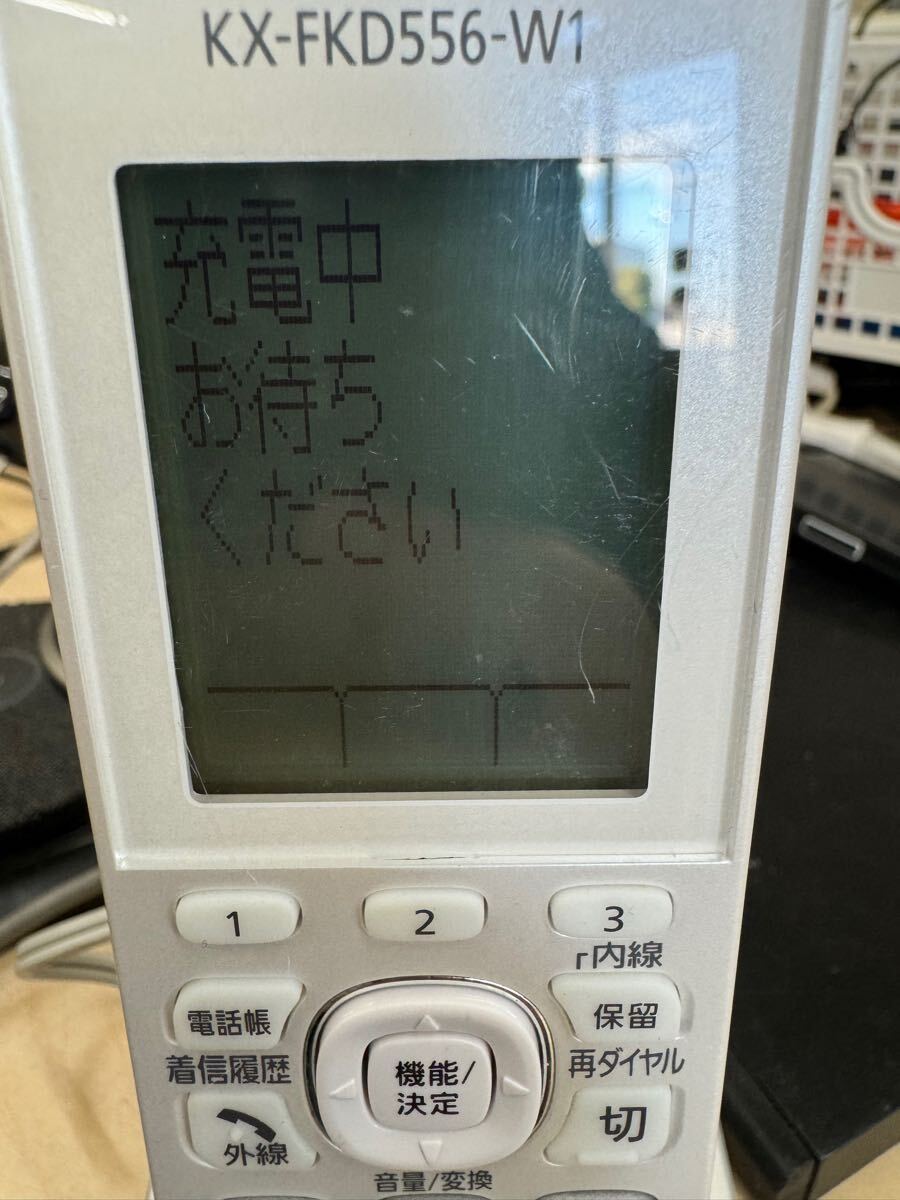 KX-FKD556-W1
充電中
お待ち
ください
1
2
3
r内線
電話帳
保留
着信履歴
機能/
決定
再ダイヤル
外線
切
音量/変換